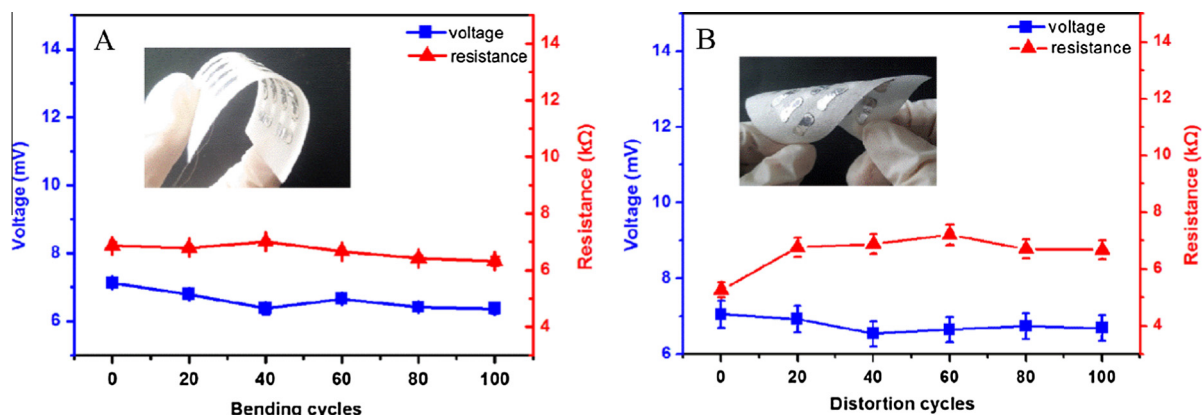 A
voltage
resistance
14
12
10
8
6
Voltage (mV)
14
12
10
8
6
4
Resistance (kΩ)
0 20 40 60 80 100
Bending cycles
B
voltage
resistance
14
12
10
8
6
Voltage (mV)
14
12
10
8
6
4
Resistance (kΩ)
0 20 40 60 80 100
Distortion cycles